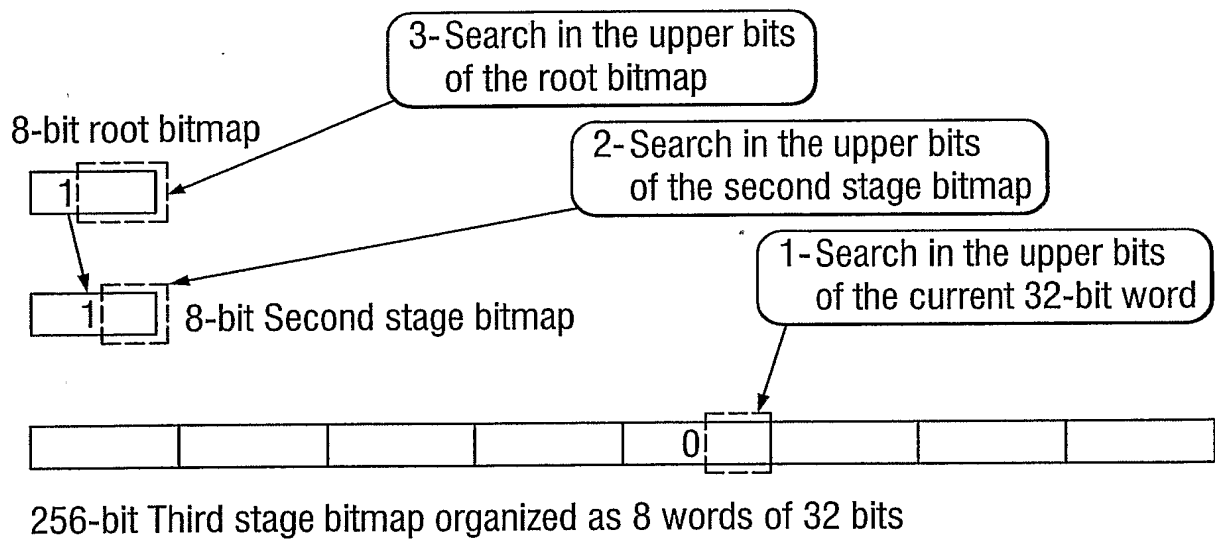 3-Search in the upper bits
of the root bitmap
8-bit root bitmap
2-Search in the upper bits
of the second stage bitmap
1
1-Search in the upper bits
of the current 32-bit word
1
8-bit Second stage bitmap
0
256-bit Third stage bitmap organized as 8 words of 32 bits